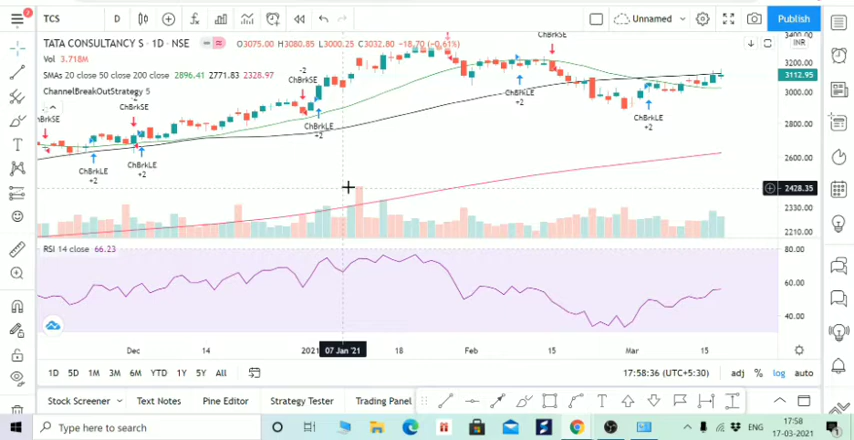 2
TCS
D
Unnamed
Publish
TATA CONSULTANCY S · 1D · NSE
O3075.00 H3080.85 L3000.25 C3032.80 −18.70 (−0.61%)
INR
Vol 3.718M
SMAs 20 close 50 close 200 close 2896.41 2771.83 2328.97
ChannelBreakOutStrategy 5
3400.00
3200.00
3112.95
3000.00
2800.00
2600.00
2428.35
2330.00
2210.00
-2
ChBrkSE
ChBrkSE
-2
ChBrkSE
ChBrkLE
+2
ChBrkLE
+2
ChBrkLE
+2
ChBrkLE
+2
ChBrkLE
+2
RSI 14 close 66.23
80.00
60.00
40.00
Dec
14
2021
07 Jan '21
18
Feb
15
Mar
15
1D 5D 1M 3M 6M YTD 1Y 5Y All
17:58:36 (UTC+5:30)
adj % log auto
Stock Screener
Text Notes
Pine Editor
Strategy Tester
Trading Panel
Type here to search
ENG
17:58
17-03-2021